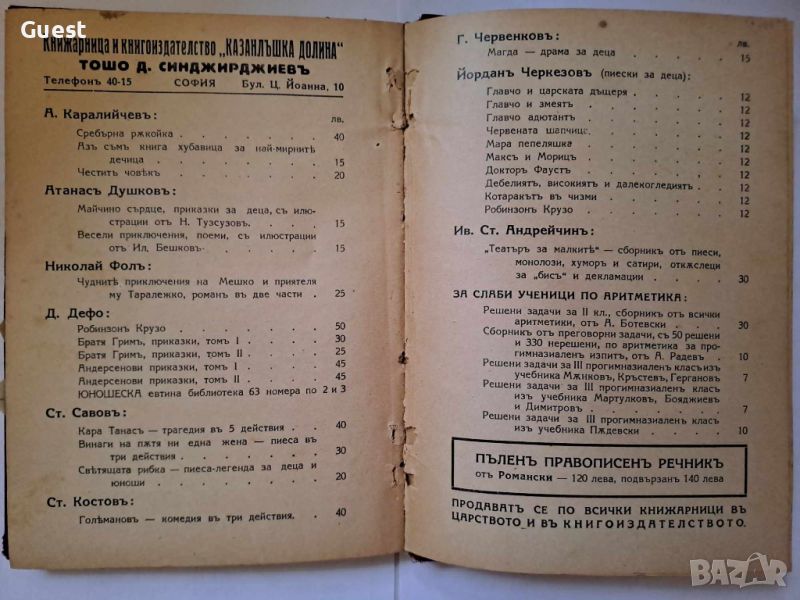 Guest
Книжарница и книгоиздателство „КАЗАНЛЪШКА ДОЛИНА"
ТОШО Д. СИНДЖИРДЖИЕВЪ
Телефонъ 40-15 СОФИЯ Бул. Ц. Йоанна, 10
А. Каралийчевъ: лв.
Сребърна рѫкойка . . . . . . 40
Азъ съмъ книга хубавица за най-мирнитѣ
дечица . . . . . . . . 15
Честитъ човѣкъ . . . . . . 20
Атанасъ Душковъ:
Майчино сърдце, приказки за деца, съ илю-
страции отъ Н. Тузсузовъ . . . . 15
Весели приключения, поеми, съ илюстрации
отъ Ил. Бешковъ . . . . . . 15
Николай Фолъ:
Чуднитѣ приключения на Мешко и приятеля
му Таралежко, романъ въ две части . 25
Д. Дефо:
Робинзонъ Крузо . . . . . . 50
Братя Гримъ, приказки, томъ I . . . . 30
Братя Гримъ, приказки, томъ II . . . . 25
Андерсенови приказки, томъ I . . . . 45
Андерсенови приказки, томъ II . . . . 45
ЮНОШЕСКА евтина библиотека 63 номера по 2 и 3
Ст. Савовъ:
Кара Танасъ — трагедия въ 5 действия . . 40
Винаги на пѫтя ни една жена — пиеса въ
три действия . . . . . . . 30
Свѣтящата рибка — пиеса-легенда за деца и
юноши . . . . . . . . 20
Ст. Костовъ:
Голѣмановъ — комедия въ три действия . . 40
Г. Червенковъ: лв.
Магда — драма за деца . . . . 15
Йорданъ Черкезовъ (пиески за деца):
Главчо и царската дъщеря . . . . 12
Главчо и змеятъ . . . . . . 12
Главчо адютантъ . . . . . . 12
Червената шапчица . . . . . . 12
Мара пепеляшка . . . . . . 12
Максъ и Морицъ . . . . . . 12
Докторъ Фаустъ . . . . . . 12
Дебелиятъ, високиятъ и далекогледиятъ . . 12
Котаракътъ въ чизми . . . . . 12
Робинзонъ Крузо . . . . . . 12
Ив. Ст. Андрейчинъ:
„Театъръ за малкитѣ" — сборникъ отъ пиеси,
монолози, хуморъ и сатири, откѫслеци
за „бисъ" и декламации . . . . 30
ЗА СЛАБИ УЧЕНИЦИ ПО АРИТМЕТИКА:
Решени задачи за II кл., сборникъ отъ всички
аритметики, отъ А. Ботевски . . . . 30
Сборникъ отъ преговорни задачи, съ 50 решени
и 330 нерешени, по аритметика за про-
гимназиаленъ изпитъ, отъ А. Радевъ . . 10
Решени задачи за III прогимназиаленъ класъ изъ
учебника Мѫнковъ, Кръстевъ, Гергановъ 7
Решени задачи за III прогимназиаленъ класъ
изъ учебника Мартулковъ, Бояджиевъ
и Димитровъ . . . . . . . 7
Решени задачи за III прогимназиаленъ класъ
изъ учебника Пѫдевски . . . . . 10
ПЪЛЕНЪ ПРАВОПИСЕНЪ РЕЧНИКЪ
отъ Романски — 120 лева, подвързанъ 140 лева
ПРОДАВАТЪ СЕ ПО ВСИЧКИ КНИЖАРНИЦИ ВЪ
ЦАРСТВОТО И ВЪ КНИГОИЗДАТЕЛСТВОТО.
BAZAR